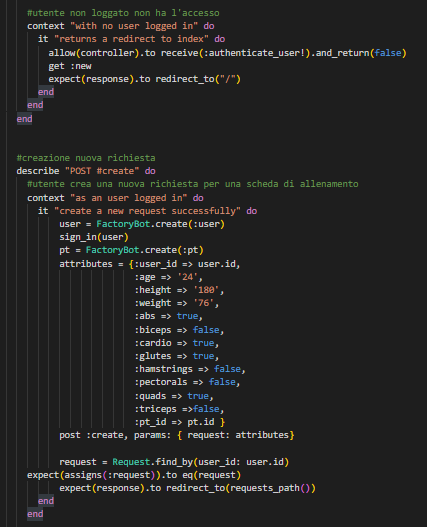 #utente non loggato non ha l'accesso
context "with no user logged in" do
it "returns a redirect to index" do
allow(controller).to receive(:authenticate_user!).and_return(false)
get :new
expect(response).to redirect_to("/")
end
end
end
#creazione nuova richiesta
describe "POST #create" do
#utente crea una nuova richiesta per una scheda di allenamento
context "as an user logged in" do
it "create a new request successfully" do
user = FactoryBot.create(:user)
sign_in(user)
pt = FactoryBot.create(:pt)
attributes = {:user_id => user.id,
:age => '24',
:height => '180',
:weight => '76',
:abs => true,
:biceps => false,
:cardio => true,
:glutes => true,
:hamstrings => false,
:pectorals => false,
:quads => true,
:triceps =>false,
:pt_id => pt.id }
post :create, params: { request: attributes}
request = Request.find_by(user_id: user.id)
expect(assigns(:request)).to eq(request)
expect(response).to redirect_to(requests_path())
end
end